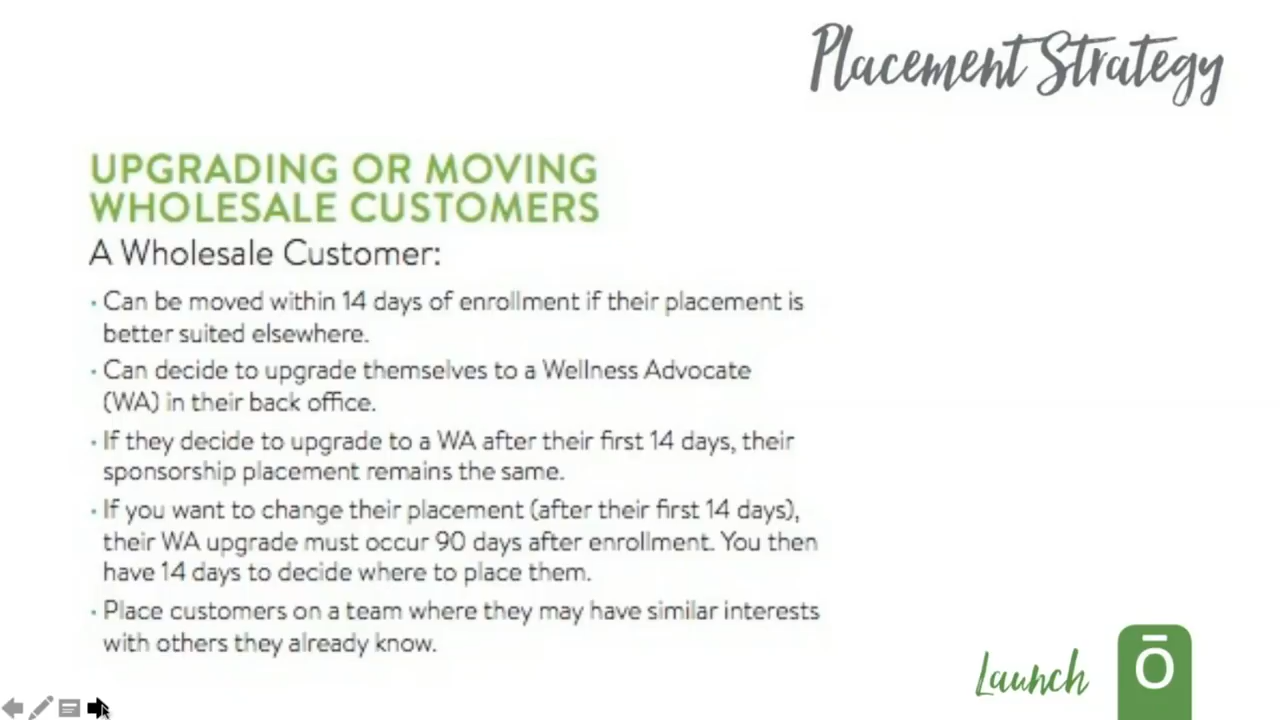 Placement Strategy
UPGRADING OR MOVING
WHOLESALE CUSTOMERS
A Wholesale Customer:
• Can be moved within 14 days of enrollment if their placement is
better suited elsewhere.
• Can decide to upgrade themselves to a Wellness Advocate
(WA) in their back office.
• If they decide to upgrade to a WA after their first 14 days, their
sponsorship placement remains the same.
• If you want to change their placement (after their first 14 days),
their WA upgrade must occur 90 days after enrollment. You then
have 14 days to decide where to place them.
• Place customers on a team where they may have similar interests
with others they already know.
Launch
Ō